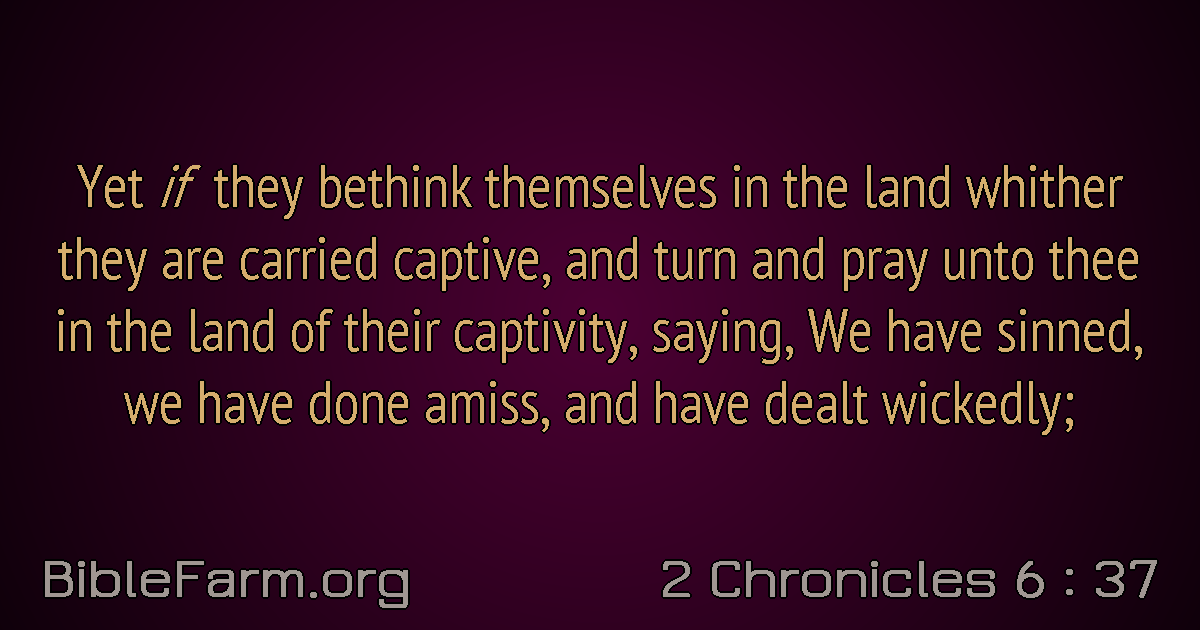 Yet if they bethink themselves in the land whither
they are carried captive, and turn and pray unto thee
in the land of their captivity, saying, We have sinned,
we have done amiss, and have dealt wickedly;
BibleFarm.org
2 Chronicles 6 : 37